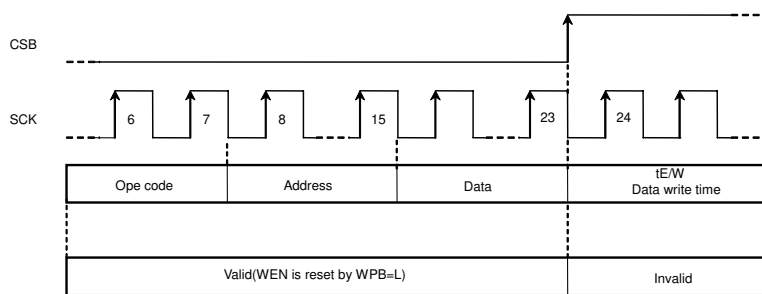 CSB
SCK
6
7
8
15
23
24
Ope code
Address
Data
tE/W
Data write time
Valid(WEN is reset by WPB=L)
Invalid